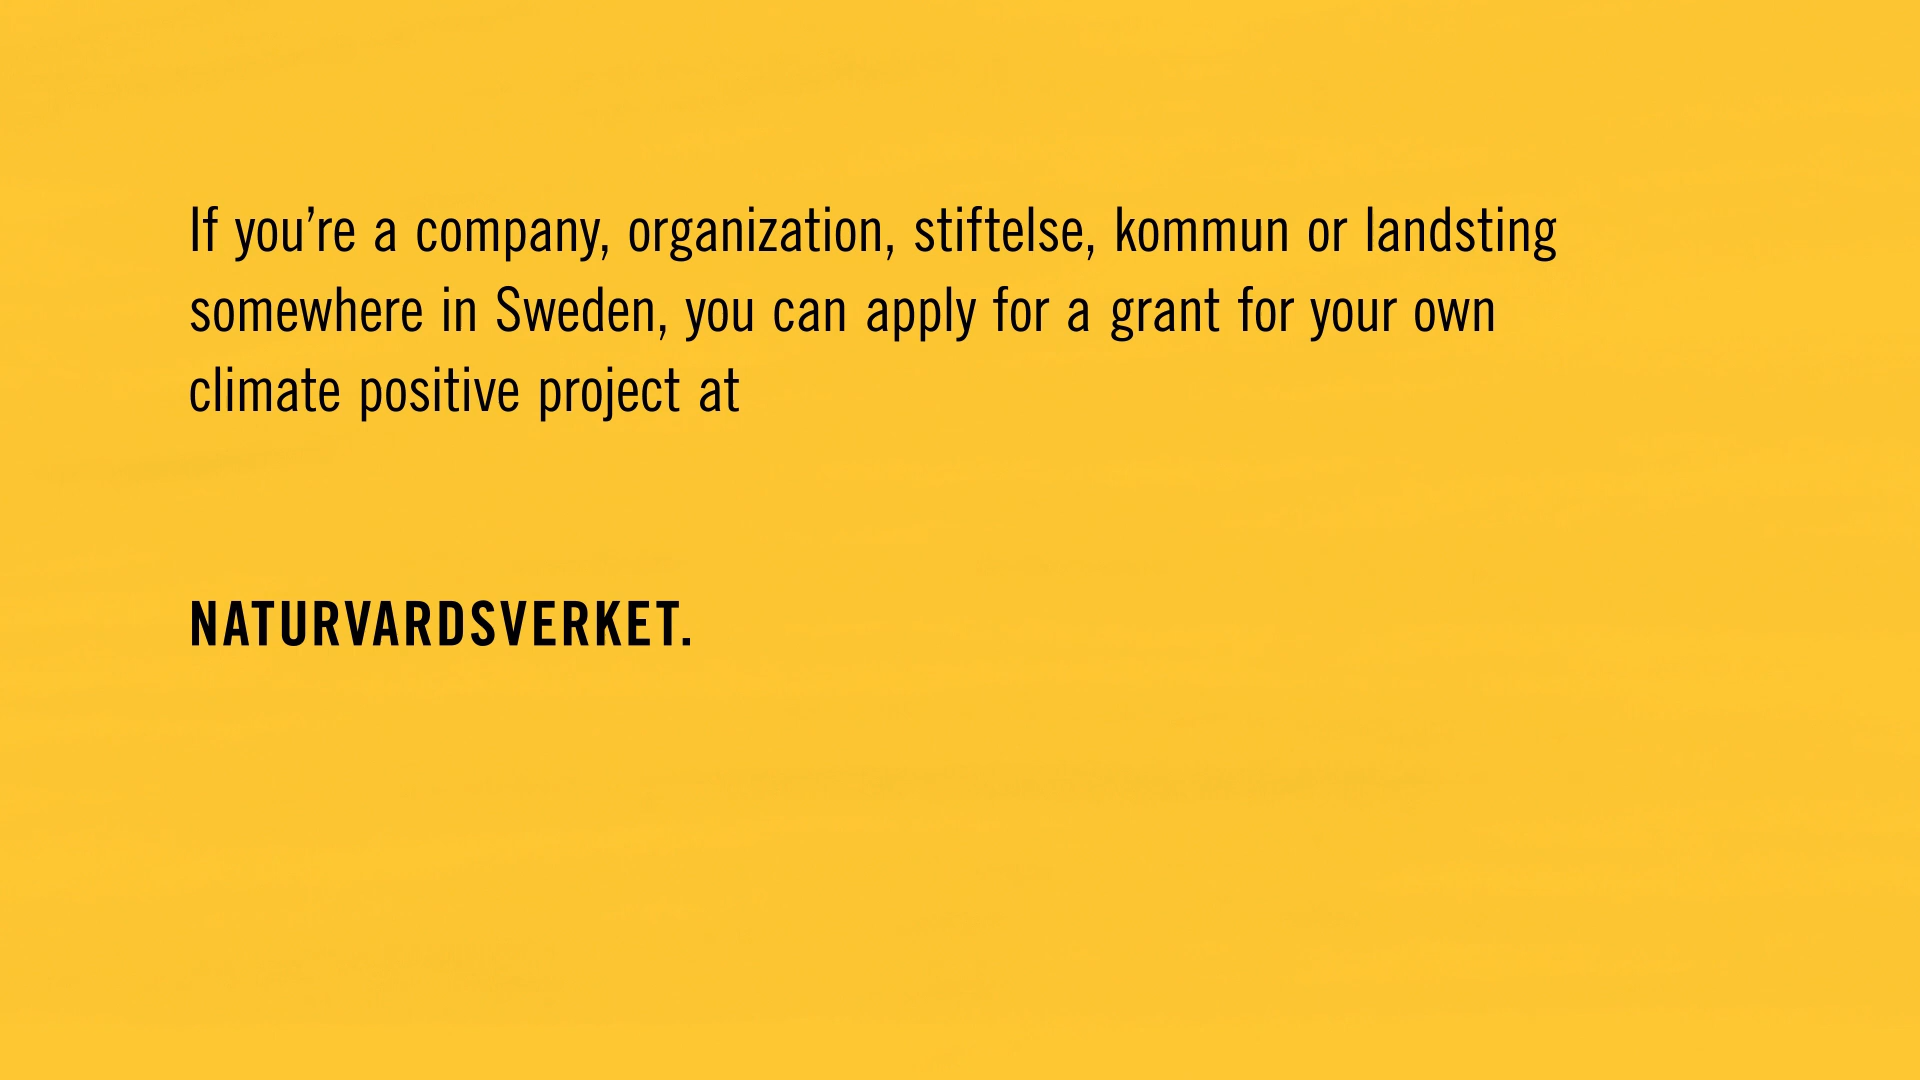 If you’re a company, organization, stiftelse, kommun or landsting
somewhere in Sweden, you can apply for a grant for your own
climate positive project at
NATURVARDSVERKET.